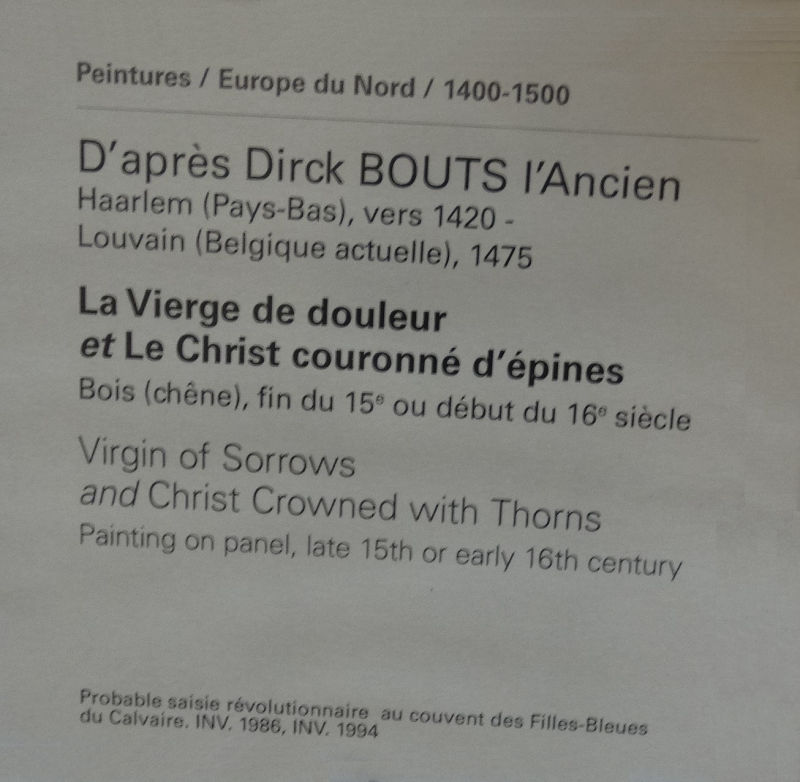 Peintures / Europe du Nord / 1400-1500
D'après Dirck BOUTS l'Ancien
Haarlem (Pays-Bas), vers 1420 -
Louvain (Belgique actuelle), 1475
La Vierge de douleur
et Le Christ couronné d'épines
Bois (chêne), fin du 15e ou début du 16e siècle
Virgin of Sorrows
and Christ Crowned with Thorns
Painting on panel, late 15th or early 16th century
Probable saisie révolutionnaire au couvent des Filles-Bleues
du Calvaire. INV. 1986, INV. 1994